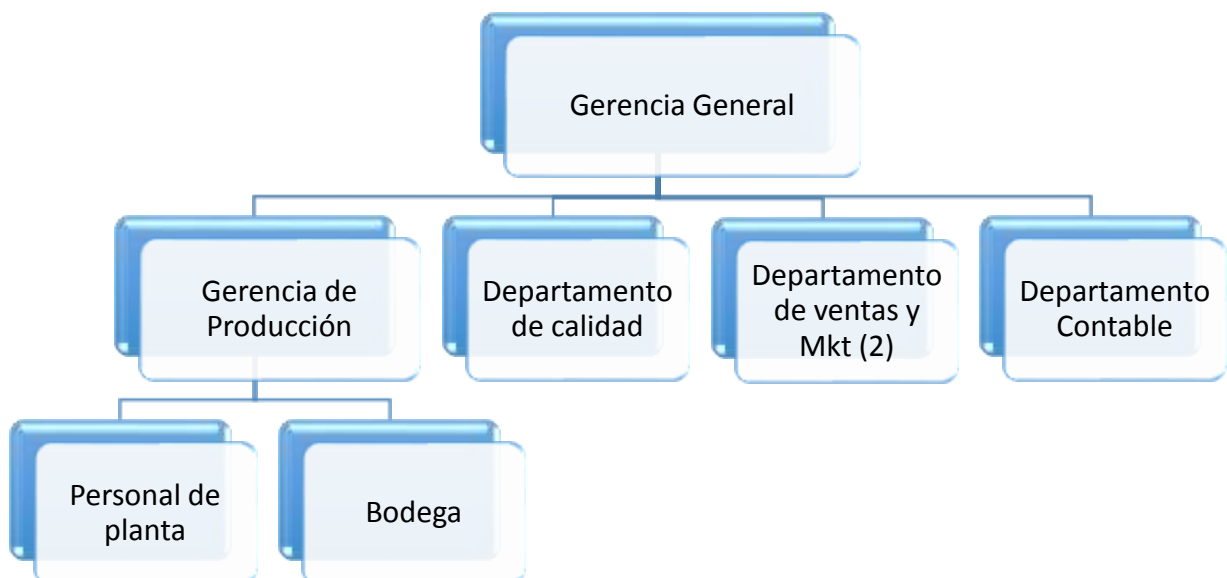 Gerencia General
Gerencia de
Producción
Departamento
de calidad
Departamento
de ventas y
Mkt (2)
Departamento
Contable
Personal de
planta
Bodega